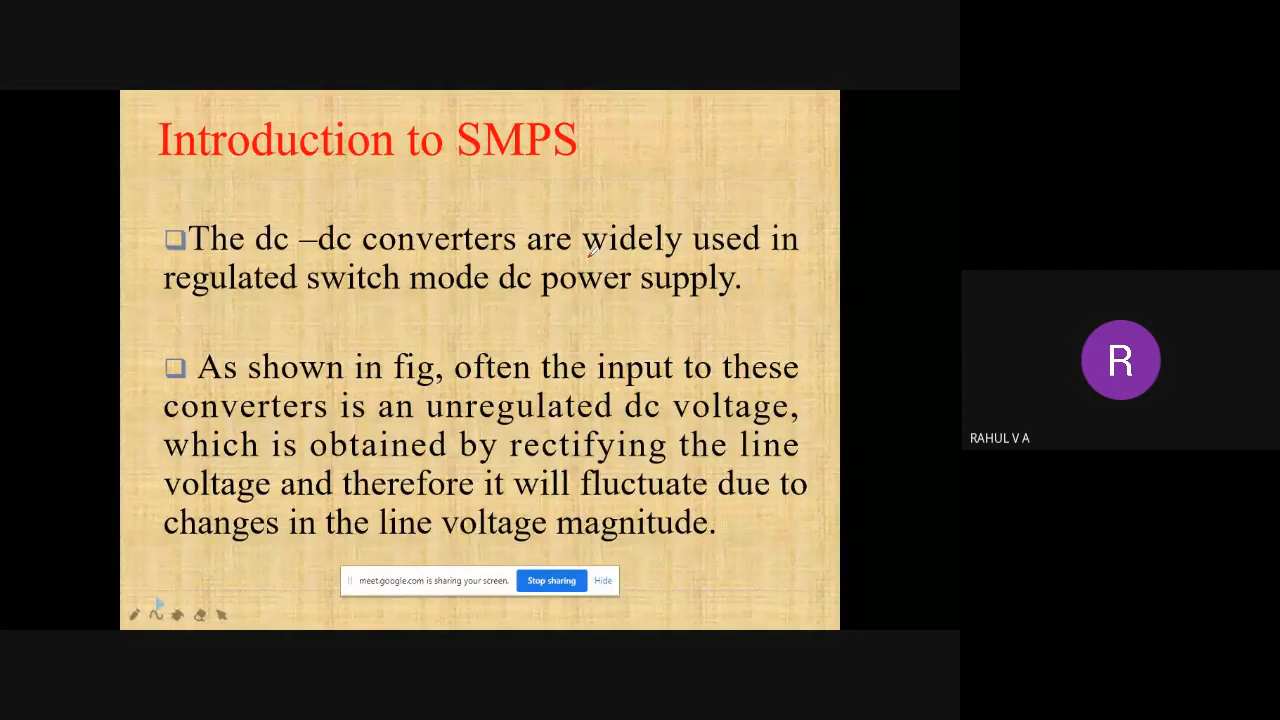 Introduction to SMPS
The dc –dc converters are widely used in
regulated switch mode dc power supply.
As shown in fig, often the input to these
converters is an unregulated dc voltage,
which is obtained by rectifying the line
voltage and therefore it will fluctuate due to
changes in the line voltage magnitude.
meet.google.com is sharing your screen. Stop sharing Hide
R
RAHUL V A